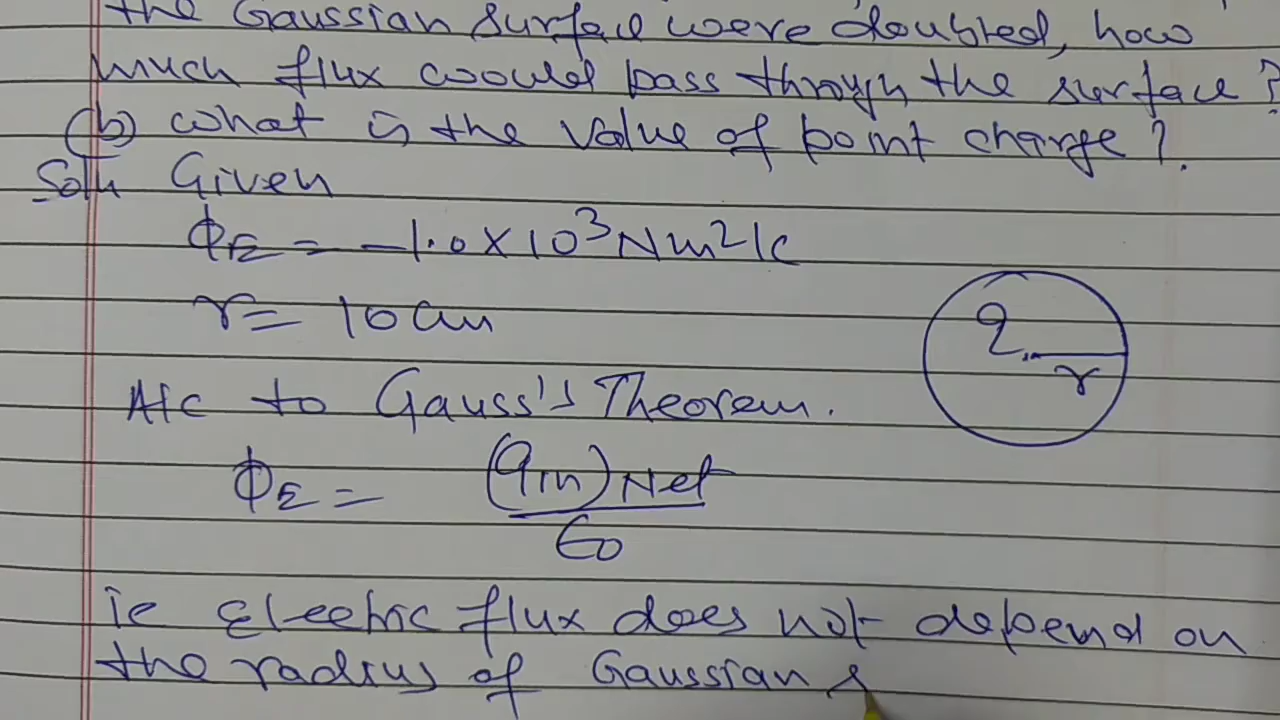 the Gaussian surface were doubled, how
much flux would pass through the surface?
(b) what is the value of point charge?
Soln Given
ΦE = -1.0×10³Nm²/c
r= 10cm
q
r
A/c to Gauss's Theorem.
ΦE = (qin)Net
ε0
ie electric flux does not depend on
the radius of Gaussian s